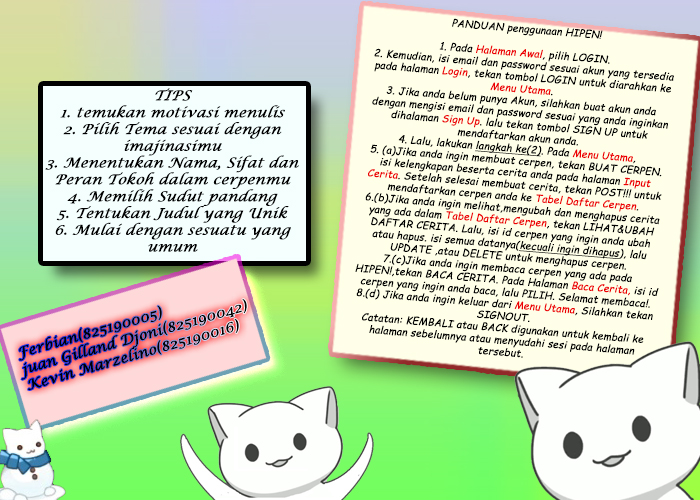 TIPS
1. temukan motivasi menulis
2. Pilih Tema sesuai dengan
imajinasimu
3. Menentukan Nama, Sifat dan
Peran Tokoh dalam cerpenmu
4. Memilih Sudut pandang
5. Tentukan Judul yang Unik
6. Mulai dengan sesuatu yang
umum
PANDUAN penggunaan HIPEN!
1. Pada Halaman Awal, pilih LOGIN.
2. Kemudian, isi email dan password sesuai akun yang tersedia
pada halaman Login, tekan tombol LOGIN untuk diarahkan ke
Menu Utama.
3. Jika anda belum punya Akun, silahkan buat akun anda
dengan mengisi email dan password sesuai yang anda inginkan
dihalaman Sign Up. lalu tekan tombol SIGN UP untuk
mendaftarkan akun anda.
4. Lalu, lakukan langkah ke(2). Pada Menu Utama,
5. (a)Jika anda ingin membuat cerpen, tekan BUAT CERPEN.
isi kelengkapan beserta cerita anda pada halaman Input
Cerita. Setelah selesai membuat cerita, tekan POST!!! untuk
mendaftarkan cerpen anda ke Tabel Daftar Cerpen.
6.(b)Jika anda ingin melihat,mengubah dan menghapus cerita
yang ada dalam Tabel Daftar Cerpen, tekan LIHAT&UBAH
DAFTAR CERITA. Lalu, isi id cerpen yang ingin anda ubah
atau hapus. isi semua datanya(kecuali ingin dihapus), lalu
UPDATE ,atau DELETE untuk menghapus cerpen.
7.(c)Jika anda ingin membaca cerpen yang ada pada
HIPEN!,tekan BACA CERITA. Pada Halaman Baca Cerita, isi id
cerpen yang ingin anda baca, lalu PILIH. Selamat membaca!.
8.(d) Jika anda ingin keluar dari Menu Utama, Silahkan tekan
SIGNOUT.
Catatan: KEMBALI atau BACK digunakan untuk kembali ke
halaman sebelumnya atau menyudahi sesi pada halaman
tersebut.
Ferbian(825190005)
Juan Gilland Djoni(825190042)
Kevin Marzelino(825190016)